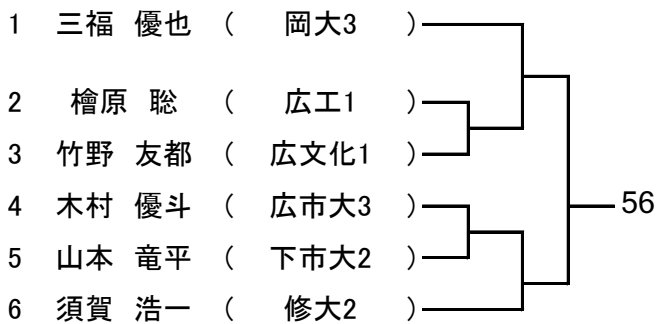 1 三福 優也 ( 岡大3 )
2 檜原 聡 ( 広工1 )
3 竹野 友都 ( 広文化1 )
4 木村 優斗 ( 広市大3 )
56
5 山本 竜平 ( 下市大2 )
6 須賀 浩一 ( 修大2 )